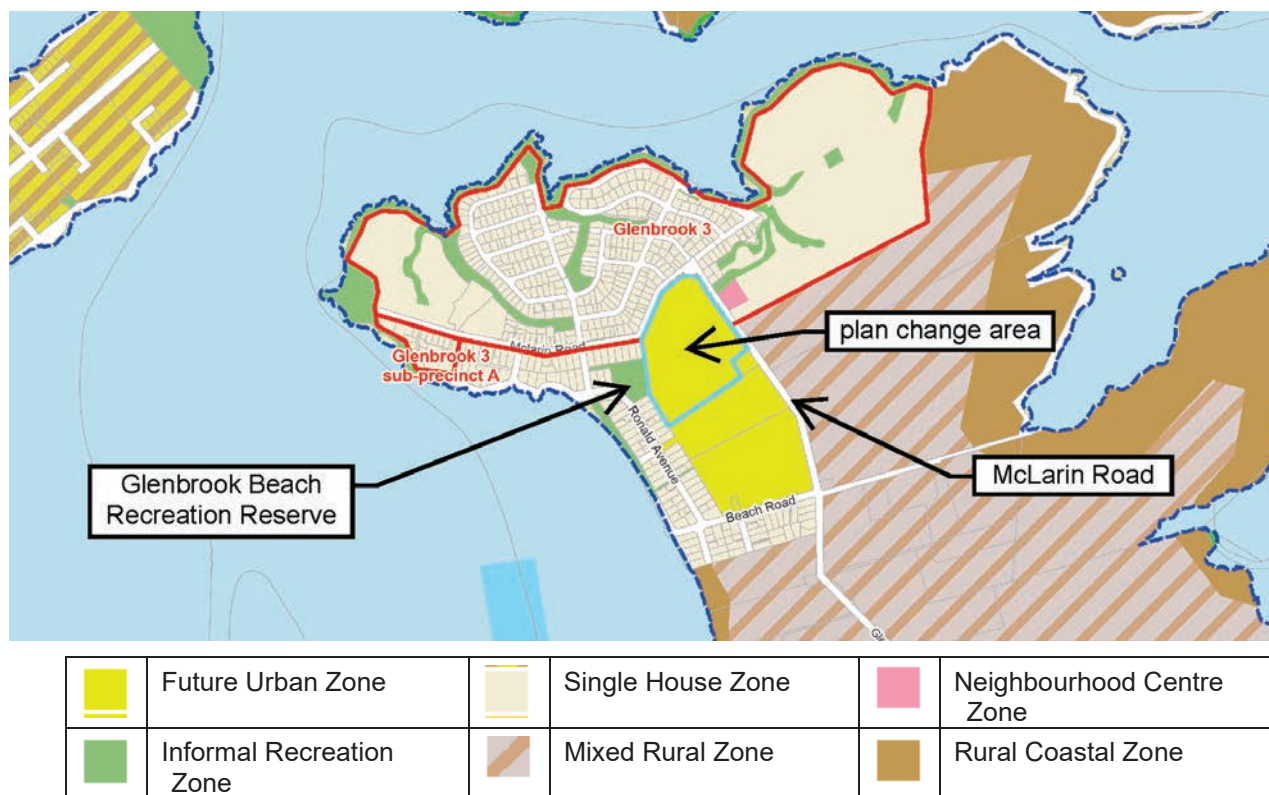 Glenbrook 3
plan change area
Mclarin Road
Glenbrook 3
sub-precinct A
Ronald Avenue
Glenbrook Beach
Recreation Reserve
McLarin Road
Beach Road
Future Urban Zone
Single House Zone
Neighbourhood Centre
Zone
Informal Recreation
Zone
Mixed Rural Zone
Rural Coastal Zone